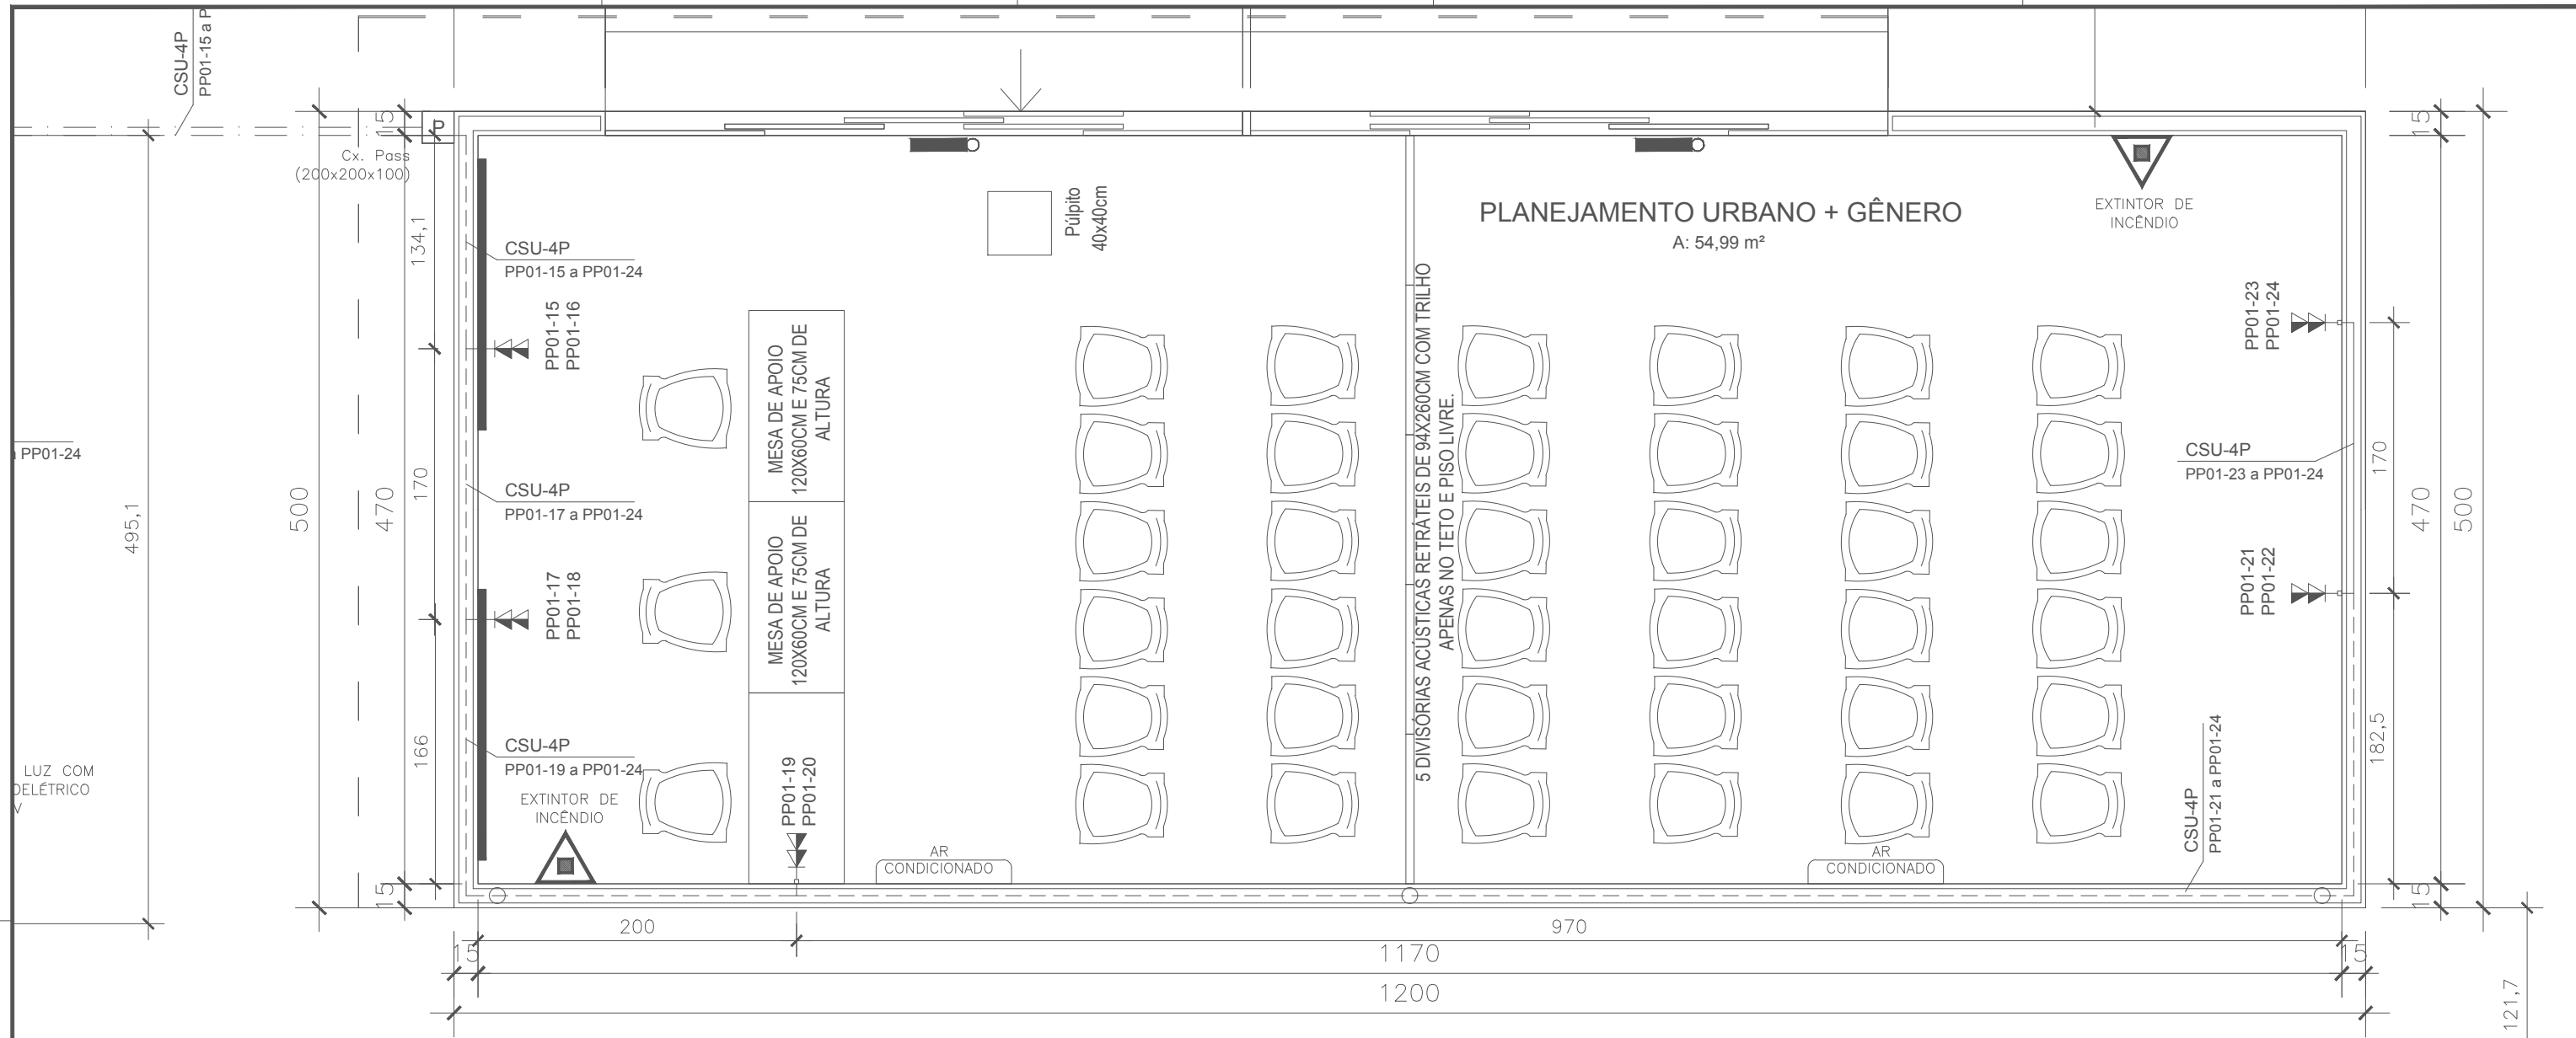 CSU-4P
PP01-15 a P
P
Cx. Pass
(200x200x100)
15
134,1
495,1
500
470
170
166
15
PP01-24
LUZ COM
OELÉTRICO
V
CSU-4P
PP01-15 a PP01-24
PP01-15
PP01-16
CSU-4P
PP01-17 a PP01-24
PP01-17
PP01-18
CSU-4P
PP01-19 a PP01-24
EXTINTOR DE
INCÊNDIO
MESA DE APOIO
120X60CM E 75CM DE
ALTURA
MESA DE APOIO
120X60CM E 75CM DE
ALTURA
PP01-19
PP01-20
Púlpito
40x40cm
AR
CONDICIONADO
5 DIVISÓRIAS ACÚSTICAS RETRÁTEIS DE 94X260CM COM TRILHO
APENAS NO TETO E PISO LIVRE.
PLANEJAMENTO URBANO + GÊNERO
A: 54,99 m²
EXTINTOR DE
INCÊNDIO
PP01-23
PP01-24
CSU-4P
PP01-23 a PP01-24
PP01-21
PP01-22
CSU-4P
PP01-21 a PP01-24
AR
CONDICIONADO
15
170
470
500
182,5
15
200
970
15
1170
15
1200
121,7